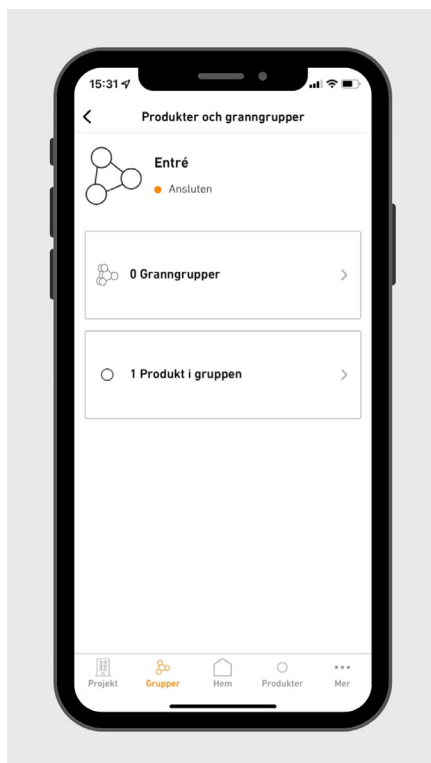 15:31
Produkter och granngrupper
Entré
Ansluten
0 Granngrupper
1 Produkt i gruppen
Projekt Grupper Hem Produkter Mer